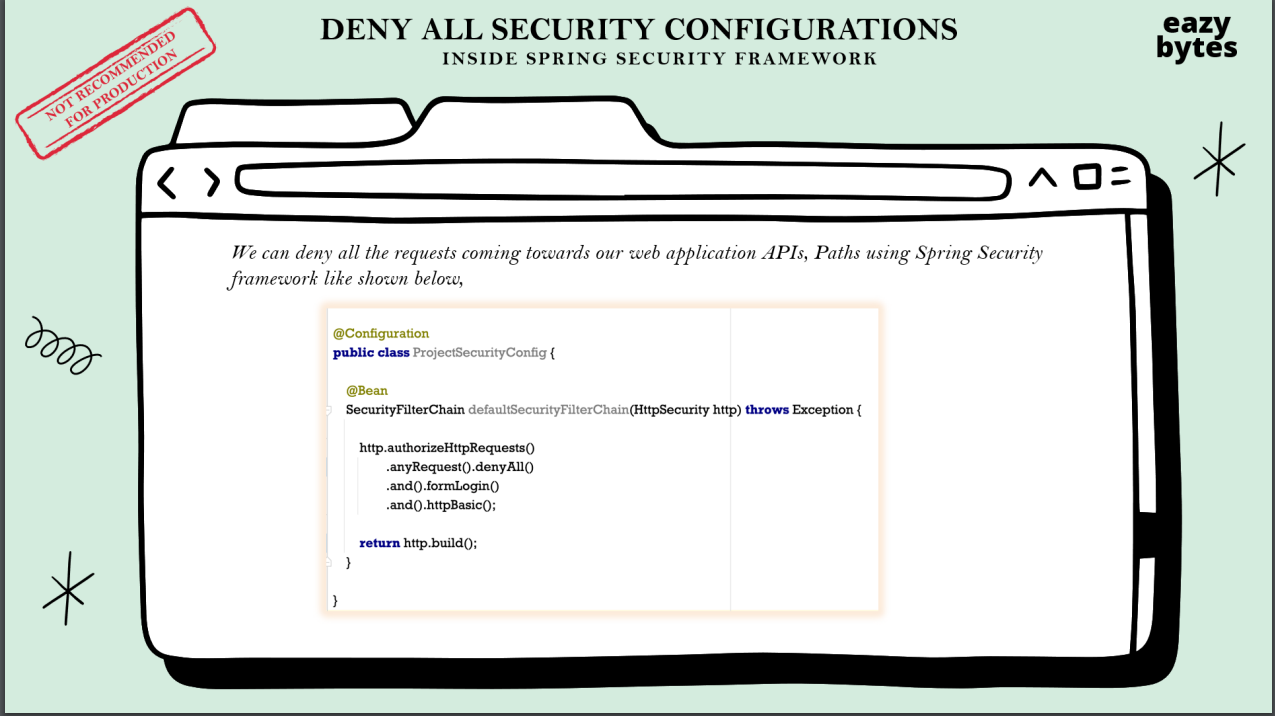 NOT RECOMMENDED
FOR PRODUCTION
DENY ALL SECURITY CONFIGURATIONS
INSIDE SPRING SECURITY FRAMEWORK
eazy
bytes
We can deny all the requests coming towards our web application APIs, Paths using Spring Security
framework like shown below,
@Configuration
public class ProjectSecurityConfig {
@Bean
SecurityFilterChain defaultSecurityFilterChain(HttpSecurity http) throws Exception {
http.authorizeHttpRequests()
.anyRequest().denyAll()
.and().formLogin()
.and().httpBasic();
return http.build();
}
}